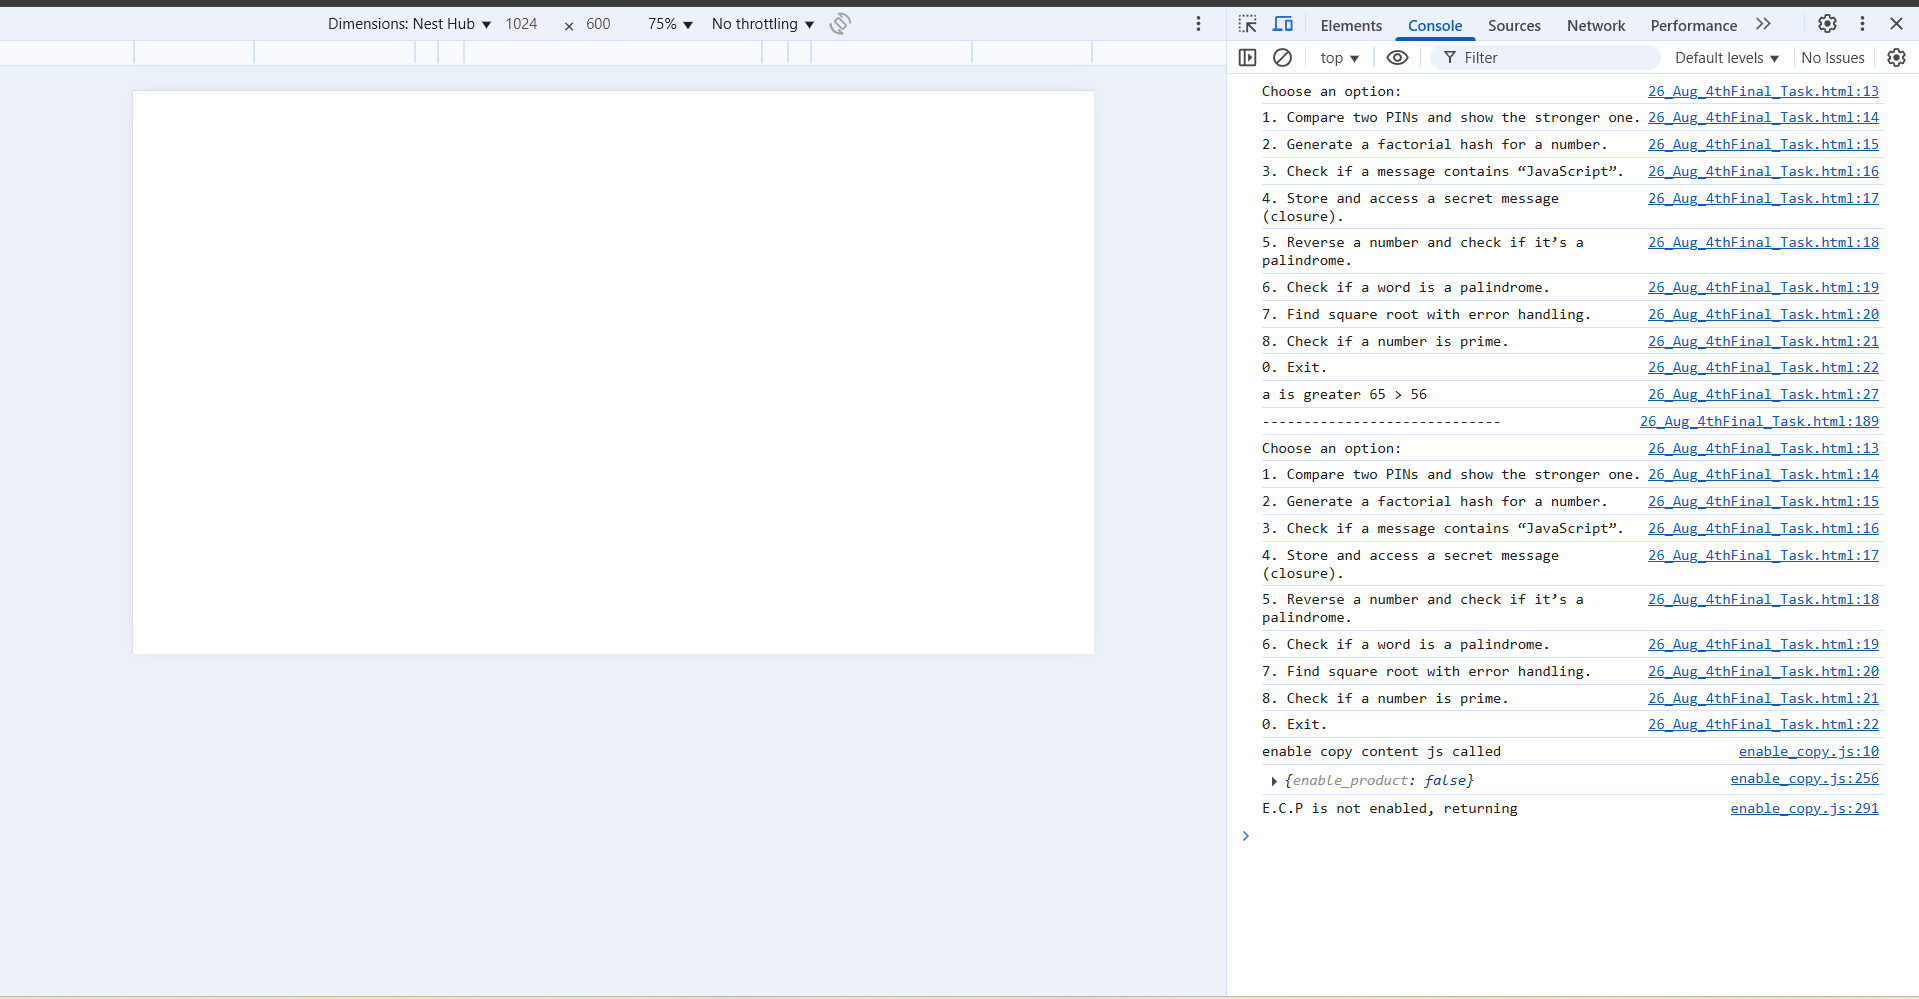 Dimensions: Nest Hub ▼ 1024 × 600 75% ▼ No throttling ▼
Elements Console Sources Network Performance
top ▼ Filter Default levels ▼ No Issues
Choose an option: 26_Aug_4thFinal_Task.html:13
1. Compare two PINs and show the stronger one. 26_Aug_4thFinal_Task.html:14
2. Generate a factorial hash for a number. 26_Aug_4thFinal_Task.html:15
3. Check if a message contains “JavaScript”. 26_Aug_4thFinal_Task.html:16
4. Store and access a secret message 26_Aug_4thFinal_Task.html:17
(closure).
5. Reverse a number and check if it’s a 26_Aug_4thFinal_Task.html:18
palindrome.
6. Check if a word is a palindrome. 26_Aug_4thFinal_Task.html:19
7. Find square root with error handling. 26_Aug_4thFinal_Task.html:20
8. Check if a number is prime. 26_Aug_4thFinal_Task.html:21
0. Exit. 26_Aug_4thFinal_Task.html:22
a is greater 65 > 56 26_Aug_4thFinal_Task.html:27
----------------------------- 26_Aug_4thFinal_Task.html:189
Choose an option: 26_Aug_4thFinal_Task.html:13
1. Compare two PINs and show the stronger one. 26_Aug_4thFinal_Task.html:14
2. Generate a factorial hash for a number. 26_Aug_4thFinal_Task.html:15
3. Check if a message contains “JavaScript”. 26_Aug_4thFinal_Task.html:16
4. Store and access a secret message 26_Aug_4thFinal_Task.html:17
(closure).
5. Reverse a number and check if it’s a 26_Aug_4thFinal_Task.html:18
palindrome.
6. Check if a word is a palindrome. 26_Aug_4thFinal_Task.html:19
7. Find square root with error handling. 26_Aug_4thFinal_Task.html:20
8. Check if a number is prime. 26_Aug_4thFinal_Task.html:21
0. Exit. 26_Aug_4thFinal_Task.html:22
enable copy content js called enable_copy.js:10
{enable_product: false} enable_copy.js:256
E.C.P is not enabled, returning enable_copy.js:291